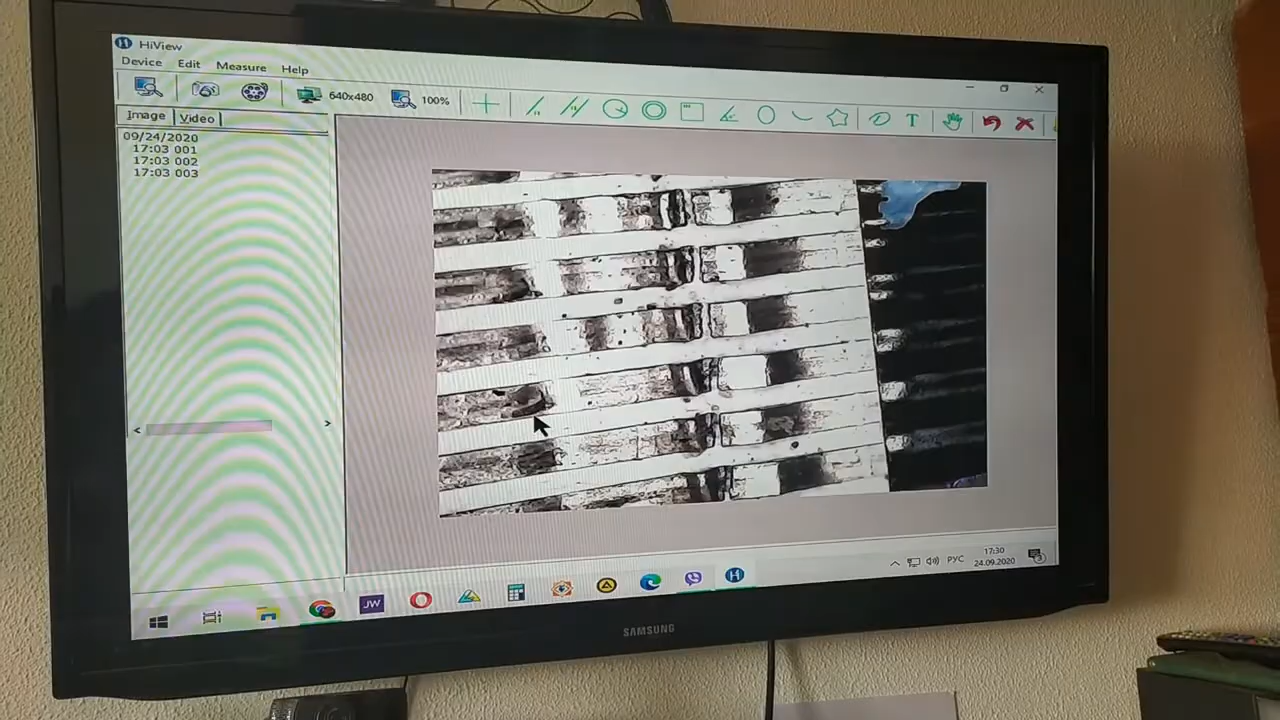 HiView
Device Edit Measure Help
640x480 100%
Image Video
09/24/2020
17:03 001
17:03 002
17:03 003
T
JW
РУС
17:30
24.09.2020
3
SAMSUNG